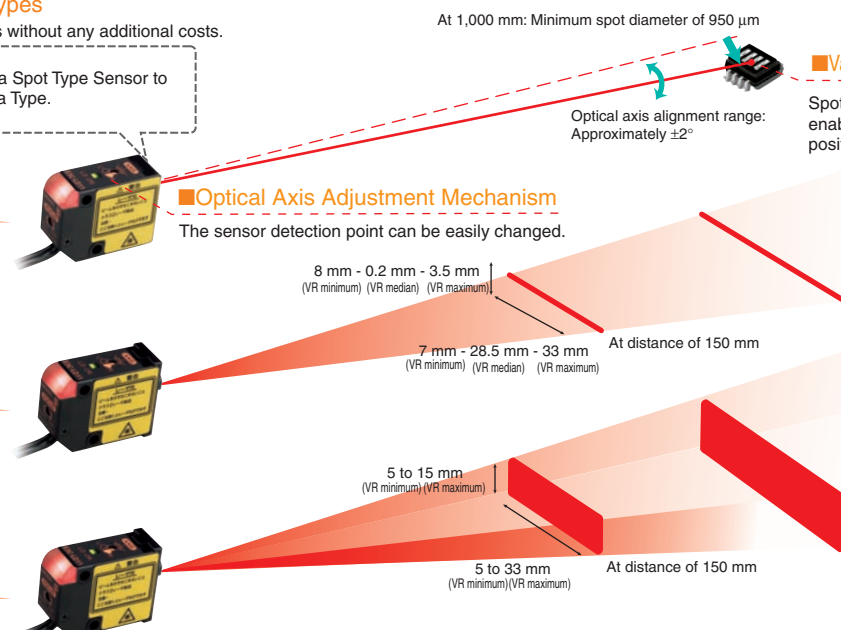 ypes
s without any additional costs.
a Spot Type Sensor to
a Type.
At 1,000 mm: Minimum spot diameter of 950 µm
Optical axis alignment range:
Approximately ±2°
■Va
Spot
enab
posit
■Optical Axis Adjustment Mechanism
The sensor detection point can be easily changed.
8 mm - 0.2 mm - 3.5 mm
(VR minimum) (VR median) (VR maximum)
7 mm - 28.5 mm - 33 mm
(VR minimum) (VR median) (VR maximum)
At distance of 150 mm
5 to 15 mm
(VR minimum) (VR maximum)
5 to 33 mm
(VR minimum)(VR maximum)
At distance of 150 mm